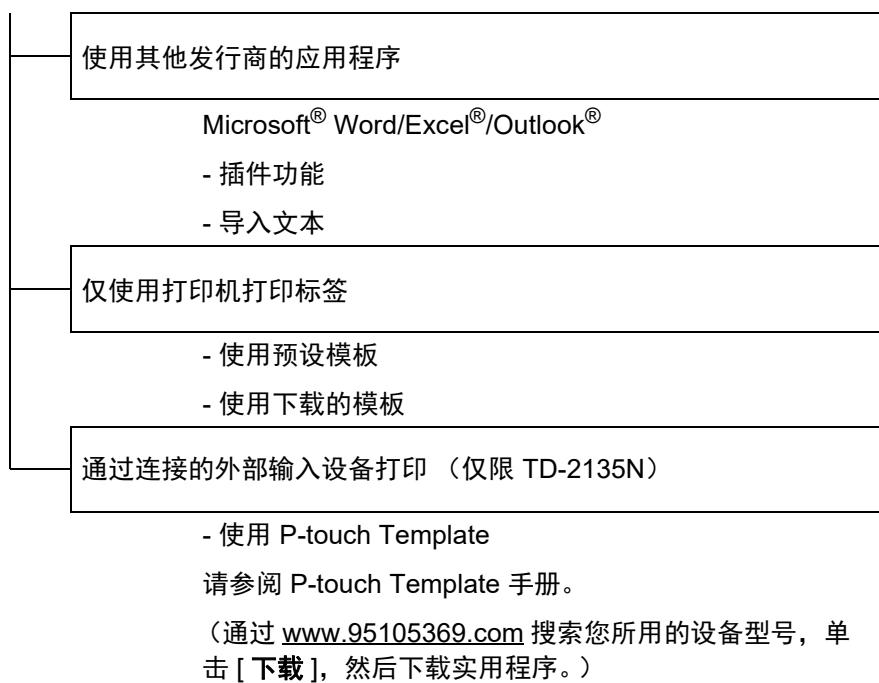 使用其他发行商的应用程序
Microsoft® Word/Excel®/Outlook®
- 插件功能
- 导入文本
仅使用打印机打印标签
- 使用预设模板
- 使用下载的模板
通过连接的外部输入设备打印 （仅限 TD-2135N）
- 使用 P-touch Template
请参阅 P-touch Template 手册。
（通过 www.95105369.com 搜索您所用的设备型号，单
击 [ 下载 ]，然后下载实用程序。）